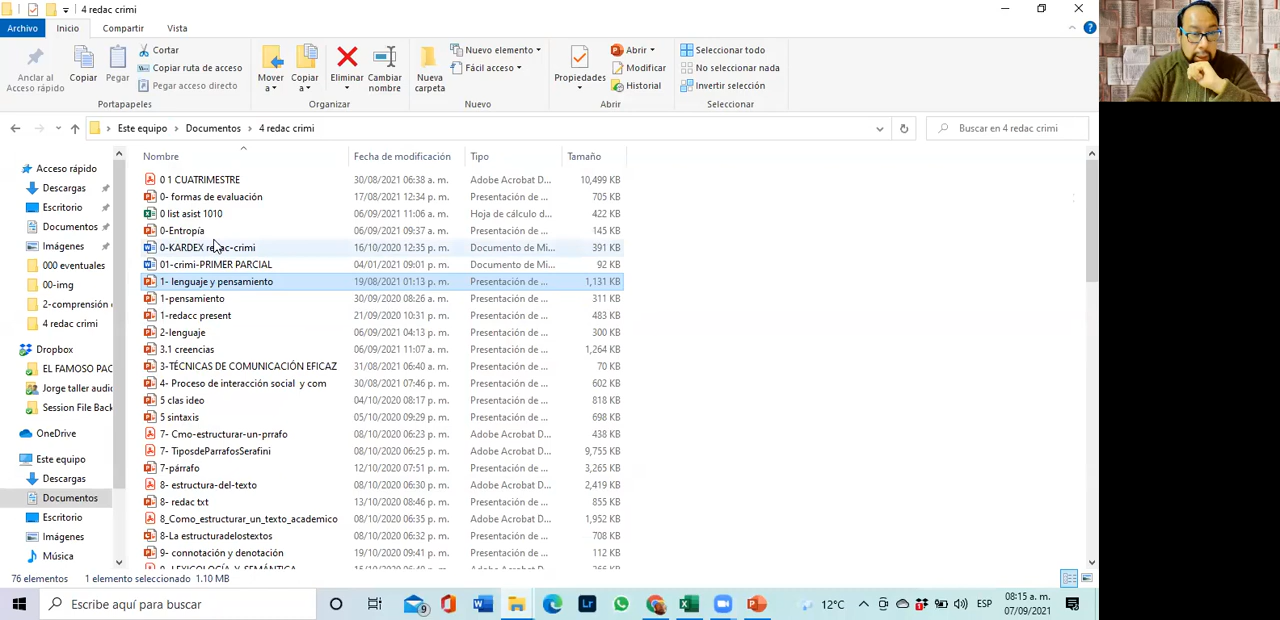 4 redac crimi
Archivo Inicio Compartir Vista
Anclar al Acceso rápido
Copiar
Pegar
Cortar
Copiar ruta de acceso
Pegar acceso directo
Portapapeles
Mover a
Copiar a
Eliminar
Cambiar nombre
Organizar
Nueva carpeta
Nuevo elemento
Fácil acceso
Nuevo
Propiedades
Abrir
Modificar
Historial
Abrir
Seleccionar todo
No seleccionar nada
Invertir selección
Seleccionar
Este equipo > Documentos > 4 redac crimi
Buscar en 4 redac crimi
Acceso rápido
Descargas
Escritorio
Documentos
Imágenes
000 eventuales
00-img
2-comprensión
4 redac crimi
Dropbox
EL FAMOSO PAC
Jorge taller audic
Session File Back
OneDrive
Este equipo
Descargas
Documentos
Escritorio
Imágenes
Música
Nombre Fecha de modificación Tipo Tamaño
0 1 CUATRIMESTRE 30/08/2021 06:38 a. m. Adobe Acrobat D... 10,499 KB
0- formas de evaluación 17/08/2021 12:34 p. m. Presentación de ... 705 KB
0 list asist 1010 06/09/2021 11:06 a. m. Hoja de cálculo d... 422 KB
0-Entropía 06/09/2021 09:37 a. m. Presentación de ... 145 KB
0-KARDEX redac-crimi 16/10/2020 12:35 p. m. Documento de Mi... 391 KB
01-crimi-PRIMER PARCIAL 04/01/2021 09:01 p. m. Documento de Mi... 92 KB
1- lenguaje y pensamiento 19/08/2021 01:13 p. m. Presentación de ... 1,131 KB
1-pensamiento 30/09/2020 08:26 a. m. Presentación de ... 311 KB
1-redacc present 21/09/2020 10:31 p. m. Presentación de ... 483 KB
2-lenguaje 06/09/2021 04:13 p. m. Presentación de ... 300 KB
3.1 creencias 06/09/2021 11:07 a. m. Presentación de ... 1,264 KB
3-TÉCNICAS DE COMUNICACIÓN EFICAZ 31/08/2021 06:40 a. m. Presentación de ... 70 KB
4- Proceso de interacción social y com 30/08/2021 07:46 p. m. Presentación de ... 602 KB
5 clas ideo 04/10/2020 08:17 p. m. Presentación de ... 818 KB
5 sintaxis 05/10/2020 09:29 p. m. Presentación de ... 698 KB
7- Cmo-estructurar-un-prrafo 08/10/2020 06:23 p. m. Adobe Acrobat D... 438 KB
7- TiposdeParrafosSerafini 08/10/2020 06:25 p. m. Adobe Acrobat D... 9,755 KB
7-párrafo 12/10/2020 07:51 p. m. Presentación de ... 3,265 KB
8- estructura-del-texto 08/10/2020 06:30 p. m. Adobe Acrobat D... 2,419 KB
8- redac txt 13/10/2020 08:46 p. m. Presentación de ... 855 KB
8_Como_estructurar_un_texto_academico 08/10/2020 06:35 p. m. Adobe Acrobat D... 1,952 KB
8-La estructuradelostextos 08/10/2020 06:32 p. m. Presentación de ... 708 KB
9- connotación y denotación 19/10/2020 09:41 p. m. Presentación de ... 112 KB
76 elementos 1 elemento seleccionado 1.10 MB
Escribe aquí para buscar
9
12°C
ESP
08:15 a. m.
07/09/2021